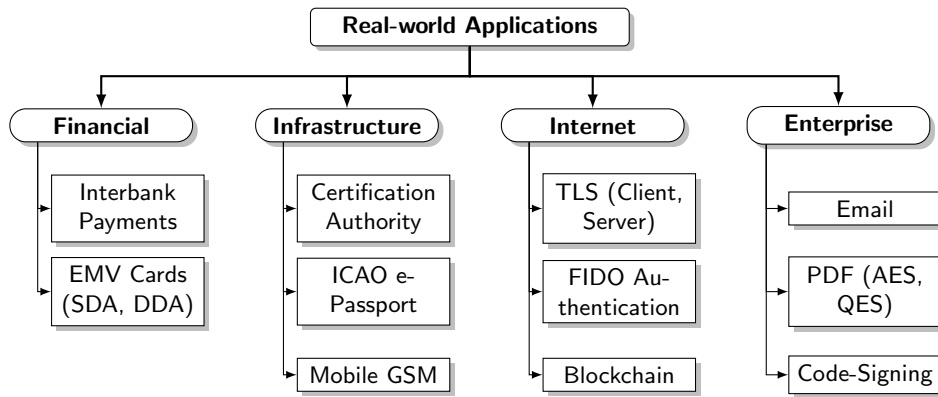 Real-world Applications
Financial
Infrastructure
Internet
Enterprise
Interbank
Payments
EMV Cards
(SDA, DDA)
Certification
Authority
ICAO e-
Passport
Mobile GSM
TLS (Client,
Server)
FIDO Au-
thentication
Blockchain
Email
PDF (AES,
QES)
Code-Signing